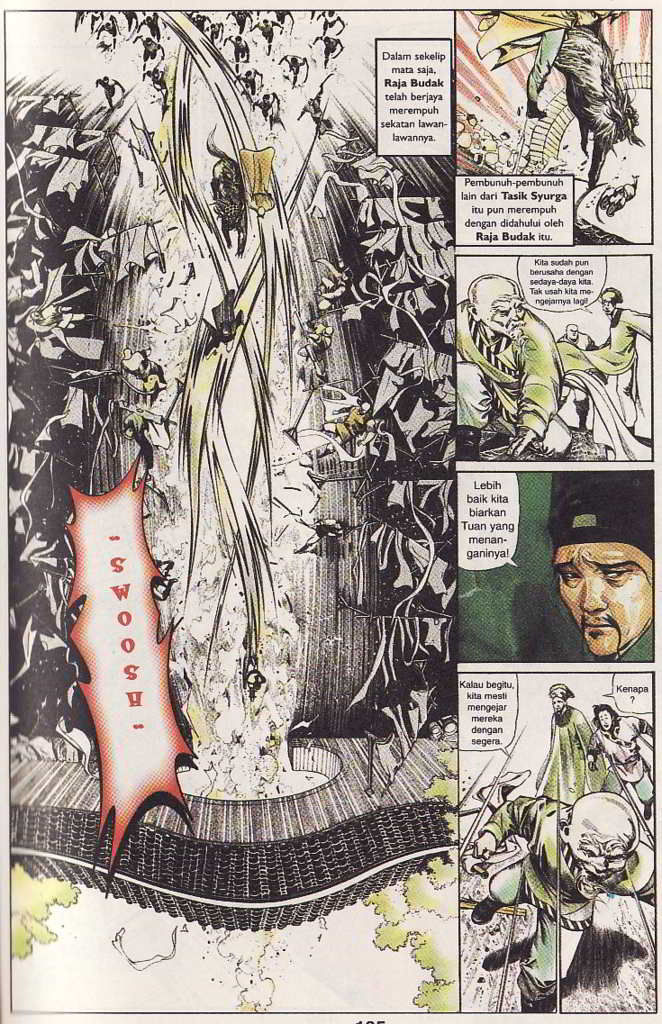 Dalam sekelip
mata saja,
Raja Budak
telah berjaya
merempuh
sekatan lawan-
lawannya.
- SWOOSH -
Pembunuh-pembunuh
lain dari Tasik Syurga
itu pun merempuh
dengan didahului oleh
Raja Budak itu.
Kita sudah pun
berusaha dengan
sedaya-daya kita.
Tak usah kita me-
ngejarnya lagi!
Lebih
baik kita
biarkan
Tuan yang
menan-
ganinya!
Kalau begitu,
kita mesti
mengejar
mereka
dengan
segera.
Kenapa
?